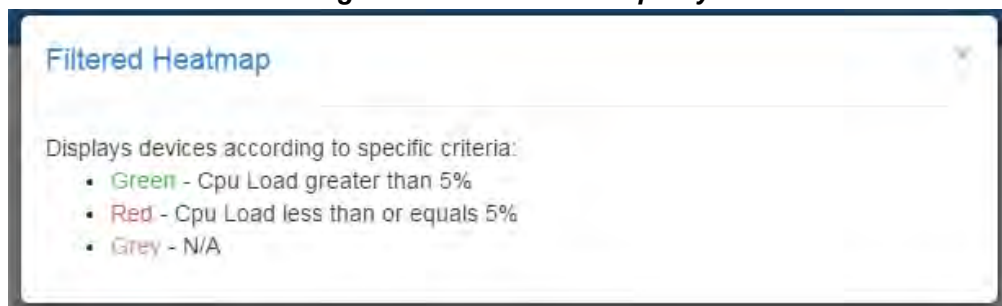 Filtered Heatmap
×
Displays devices according to specific criteria:
• Green - Cpu Load greater than 5%
• Red - Cpu Load less than or equals 5%
• Grey - N/A